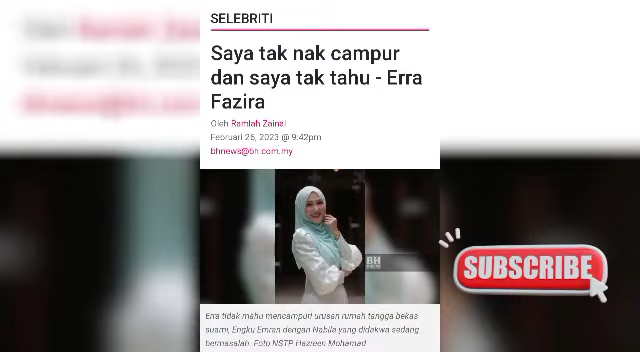 SELEBRITI
Saya tak nak campur
dan saya tak tahu - Erra
Fazira
Oleh Ramlah Zainal
Februari 26, 2023 @ 9:42pm
bhnews@bh.com.my
BH
SUBSCRIBE
Erra tidak mahu mencampuri urusan rumah tangga bekas
suami, Engku Emran dengan Nabila yang didakwa sedang
bermasalah. Foto NSTP Hazreen Mohamad